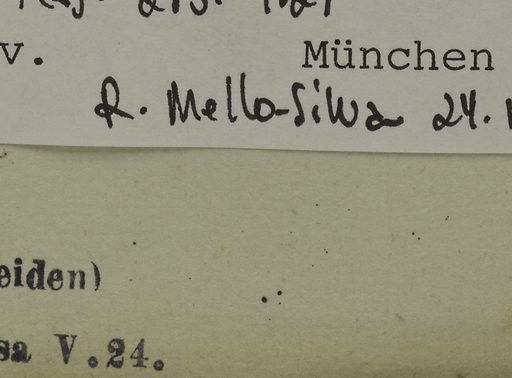 v. München
R. Mello-Silva 24.
eiden)
sa V.24.